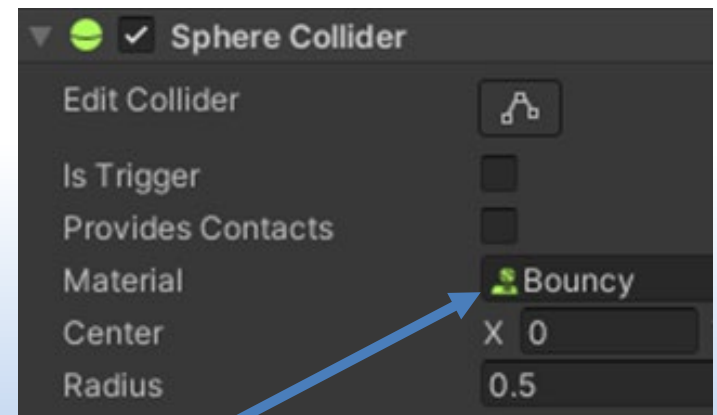 Sphere Collider
Edit Collider
Is Trigger
Provides Contacts
Material Bouncy
Center X 0
Radius 0.5